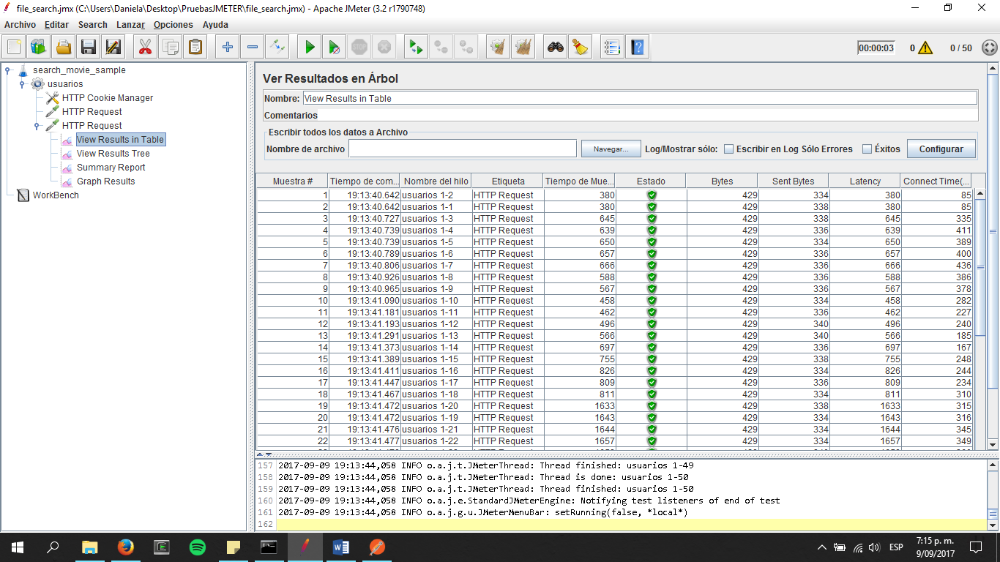 file_search.jmx (C:\Users\Daniela\Desktop\PruebasJMETER\file_search.jmx) - Apache JMeter (3.2 r1790748)
Archivo Editar Search Lanzar Opciones Ayuda
00:00:03 0 0 / 50
search_movie_sample
usuarios
HTTP Cookie Manager
HTTP Request
HTTP Request
View Results in Table
View Results Tree
Summary Report
Graph Results
WorkBench
Ver Resultados en Árbol
Nombre: View Results in Table
Comentarios
Escribir todos los datos a Archivo
Nombre de archivo Navegar... Log/Mostrar sólo: Escribir en Log Sólo Errores Éxitos Configurar
Muestra # Tiempo de com... Nombre del hilo Etiqueta Tiempo de Mue... Estado Bytes Sent Bytes Latency Connect Time(...
1 19:13:40.642 usuarios 1-2 HTTP Request 380 429 334 380 85
2 19:13:40.642 usuarios 1-1 HTTP Request 380 429 338 380 85
3 19:13:40.727 usuarios 1-3 HTTP Request 645 429 338 645 335
4 19:13:40.739 usuarios 1-4 HTTP Request 639 429 336 639 411
5 19:13:40.739 usuarios 1-5 HTTP Request 650 429 334 650 389
6 19:13:40.789 usuarios 1-6 HTTP Request 657 429 336 657 400
7 19:13:40.806 usuarios 1-7 HTTP Request 666 429 336 666 436
8 19:13:40.926 usuarios 1-8 HTTP Request 588 429 336 588 386
9 19:13:40.965 usuarios 1-9 HTTP Request 567 429 336 567 378
10 19:13:41.090 usuarios 1-10 HTTP Request 458 429 334 458 282
11 19:13:41.181 usuarios 1-11 HTTP Request 462 429 336 462 227
12 19:13:41.193 usuarios 1-12 HTTP Request 496 429 340 496 240
13 19:13:41.291 usuarios 1-13 HTTP Request 566 429 340 566 185
14 19:13:41.373 usuarios 1-14 HTTP Request 697 429 336 697 167
15 19:13:41.389 usuarios 1-15 HTTP Request 755 429 338 755 248
16 19:13:41.411 usuarios 1-16 HTTP Request 826 429 334 826 244
17 19:13:41.447 usuarios 1-17 HTTP Request 809 429 336 809 234
18 19:13:41.467 usuarios 1-18 HTTP Request 811 429 334 811 310
19 19:13:41.472 usuarios 1-20 HTTP Request 1633 429 338 1633 315
20 19:13:41.472 usuarios 1-19 HTTP Request 1643 429 334 1643 316
21 19:13:41.476 usuarios 1-21 HTTP Request 1644 429 334 1644 345
22 19:13:41.477 usuarios 1-22 HTTP Request 1657 429 334 1657 349
157 2017-09-09 19:13:44,058 INFO o.a.j.t.JMeterThread: Thread finished: usuarios 1-49
158 2017-09-09 19:13:44,058 INFO o.a.j.t.JMeterThread: Thread is done: usuarios 1-50
159 2017-09-09 19:13:44,058 INFO o.a.j.t.JMeterThread: Thread finished: usuarios 1-50
160 2017-09-09 19:13:44,058 INFO o.a.j.e.StandardJMeterEngine: Notifying test listeners of end of test
161 2017-09-09 19:13:44,058 INFO o.a.j.g.u.JMeterMenuBar: setRunning(false, *local*)
162
ESP
7:15 p. m.
9/09/2017